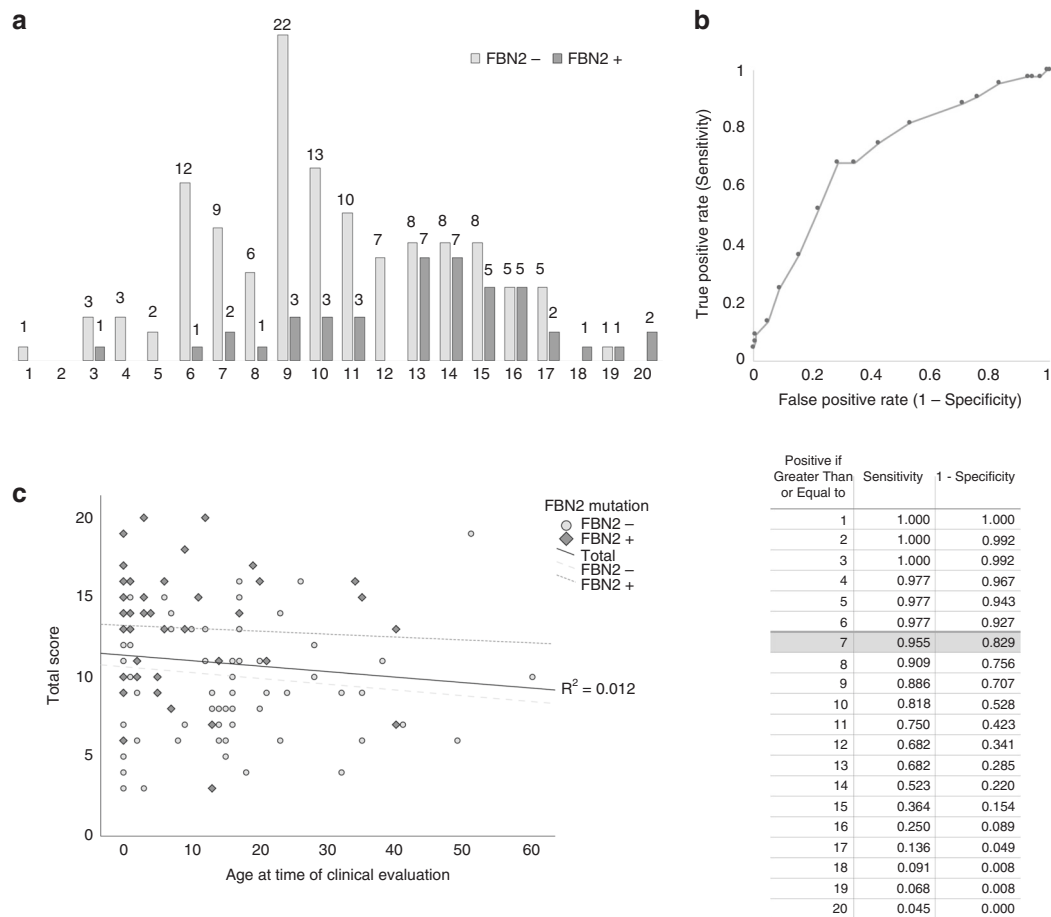 a
FBN2 – FBN2 +
1 3 1 3 2 12 1 9 2 6 1 22 3 13 3 10 3 7 8 7 8 7 8 5 5 5 5 2 1 1 1 2
1 2 3 4 5 6 7 8 9 10 11 12 13 14 15 16 17 18 19 20
b
True positive rate (Sensitivity)
1
0.8
0.6
0.4
0.2
0
0 0.2 0.4 0.6 0.8 1
False positive rate (1 – Specificity)
c
FBN2 mutation
FBN2 –
FBN2 +
Total
FBN2 –
FBN2 +
Total score
20
15
10
5
0
R² = 0.012
0 10 20 30 40 50 60
Age at time of clinical evaluation
Positive if
Greater Than Sensitivity 1 - Specificity
or Equal to
1 1.000 1.000
2 1.000 0.992
3 1.000 0.992
4 0.977 0.967
5 0.977 0.943
6 0.977 0.927
7 0.955 0.829
8 0.909 0.756
9 0.886 0.707
10 0.818 0.528
11 0.750 0.423
12 0.682 0.341
13 0.682 0.285
14 0.523 0.220
15 0.364 0.154
16 0.250 0.089
17 0.136 0.049
18 0.091 0.008
19 0.068 0.008
20 0.045 0.000